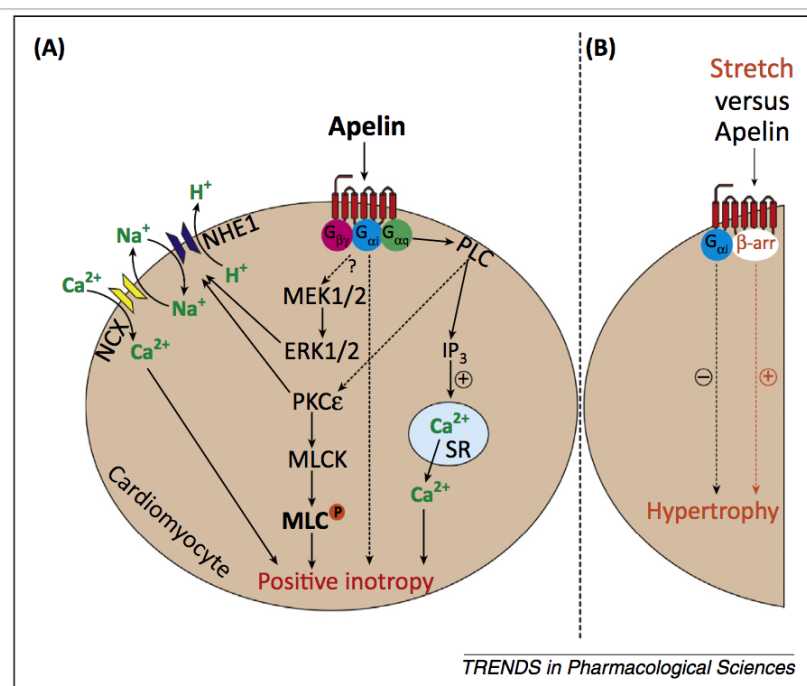 (A)
Apelin
H⁺
NHE1
Na⁺
H⁺
Ca²⁺
Na⁺
NCX
Ca²⁺
Gβγ
Gαi
Gαq
PLC
?
MEK1/2
ERK1/2
IP₃
+
PKCε
Ca²⁺
SR
MLCK
Ca²⁺
MLC P
Cardiomyocyte
Positive inotropy
(B)
Stretch
versus
Apelin
Gαi
β-arr
−
+
Hypertrophy
TRENDS in Pharmacological Sciences